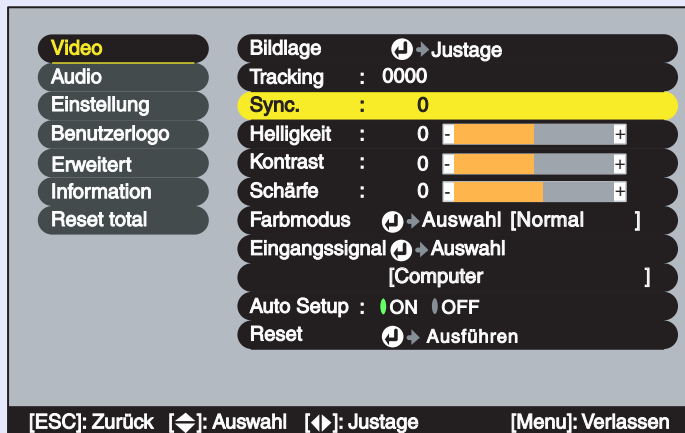 Video
Audio
Einstellung
Benutzerlogo
Erweitert
Information
Reset total
Bildlage Justage
Tracking : 0000
Sync. : 0
Helligkeit : 0 - +
Kontrast : 0 - +
Schärfe : 0 - +
Farbmodus Auswahl [Normal ]
Eingangssignal Auswahl
[Computer ]
Auto Setup : ON OFF
Reset Ausführen
[ESC]: Zurück [ ]: Auswahl [ ]: Justage [Menu]: Verlassen